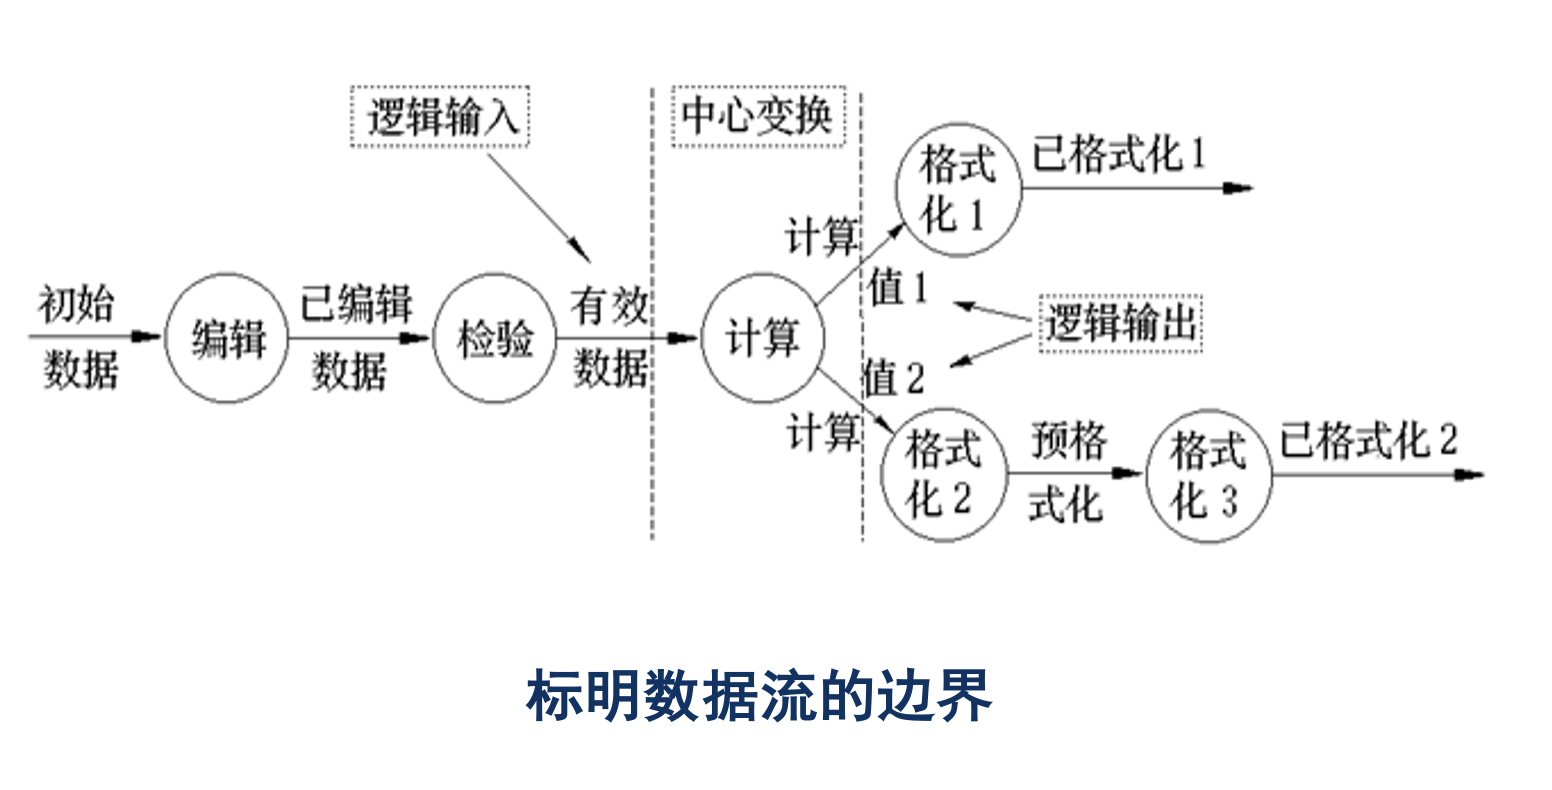 逻辑输入
中心变换
格式
化1
已格式化1
计算
值1
初始
数据
编辑
已编辑
数据
检验
有效
数据
计算
逻辑输出
值2
计算
格式
化2
预格
式化
格式
化3
已格式化2
标明数据流的边界